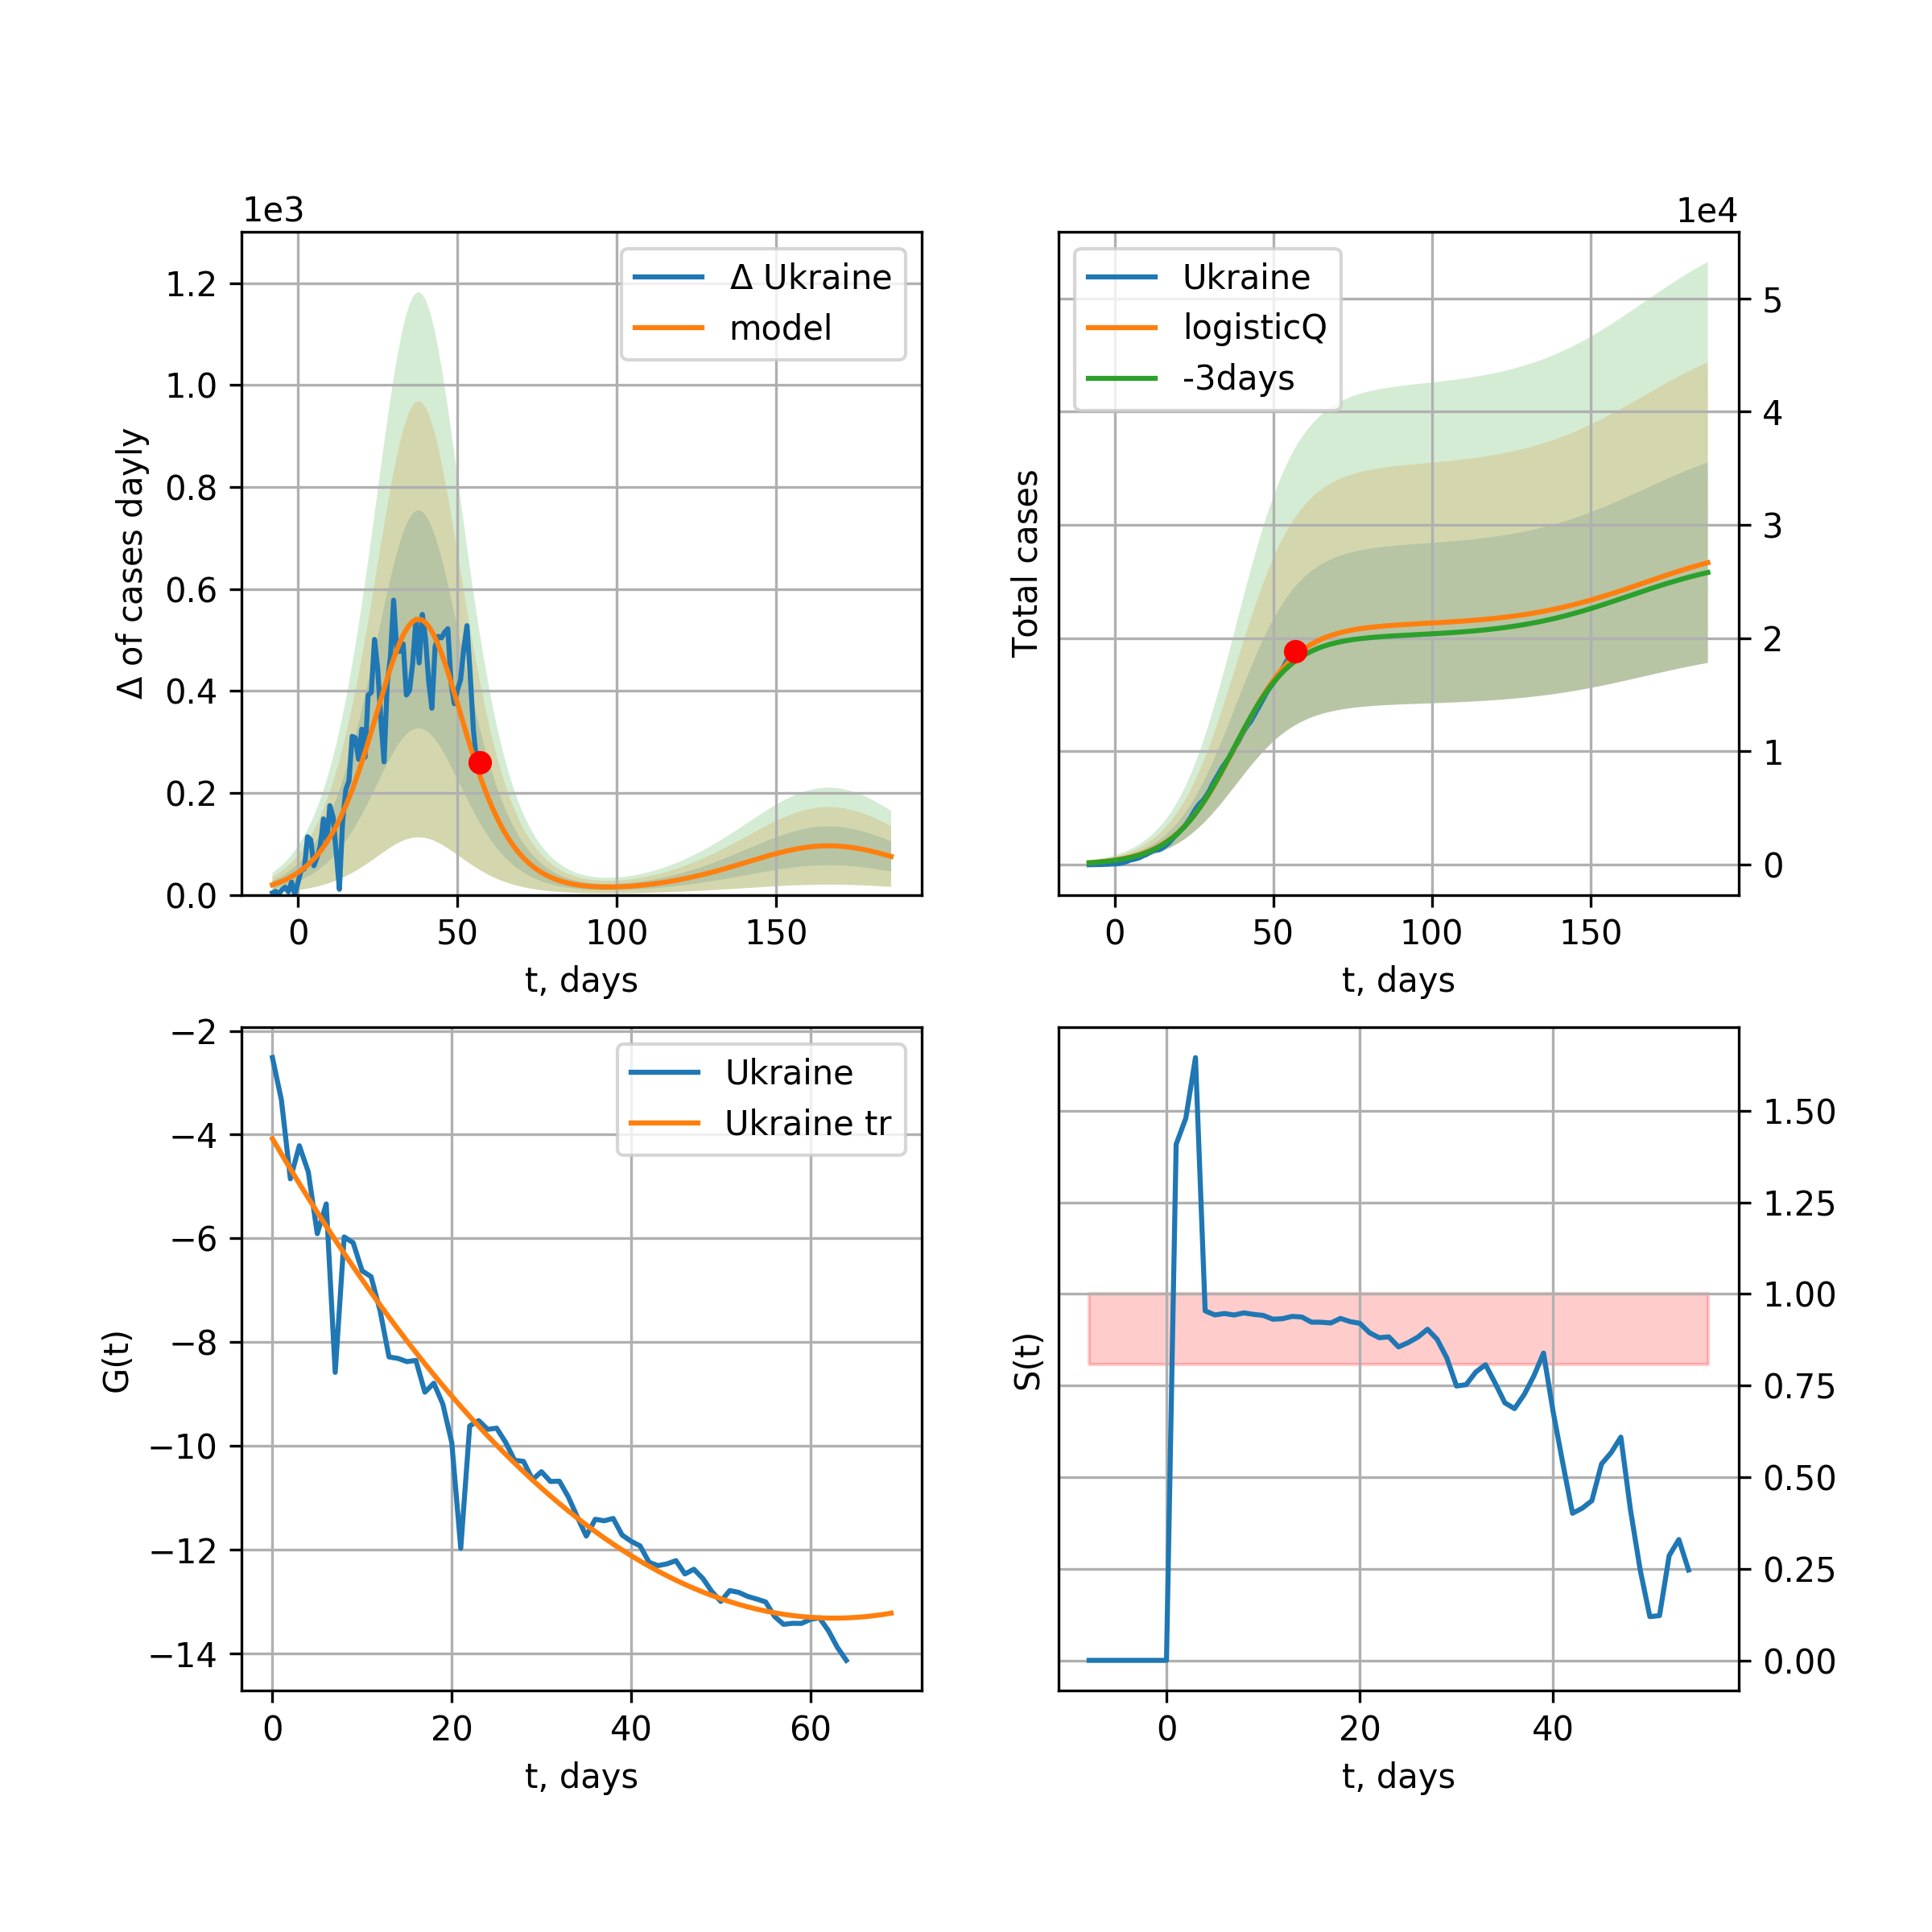 1e3
Δ of cases dayly
1.2
1.0
0.8
0.6
0.4
0.2
0.0
0 50 100 150
t, days
Δ Ukraine
model
1e4
Total cases
Ukraine
logisticQ
-3days
5
4
3
2
1
0
0 50 100 150
t, days
G(t)
−2
−4
−6
−8
−10
−12
−14
0 20 40 60
t, days
Ukraine
Ukraine tr
S(t)
1.50
1.25
1.00
0.75
0.50
0.25
0.00
0 20 40
t, days